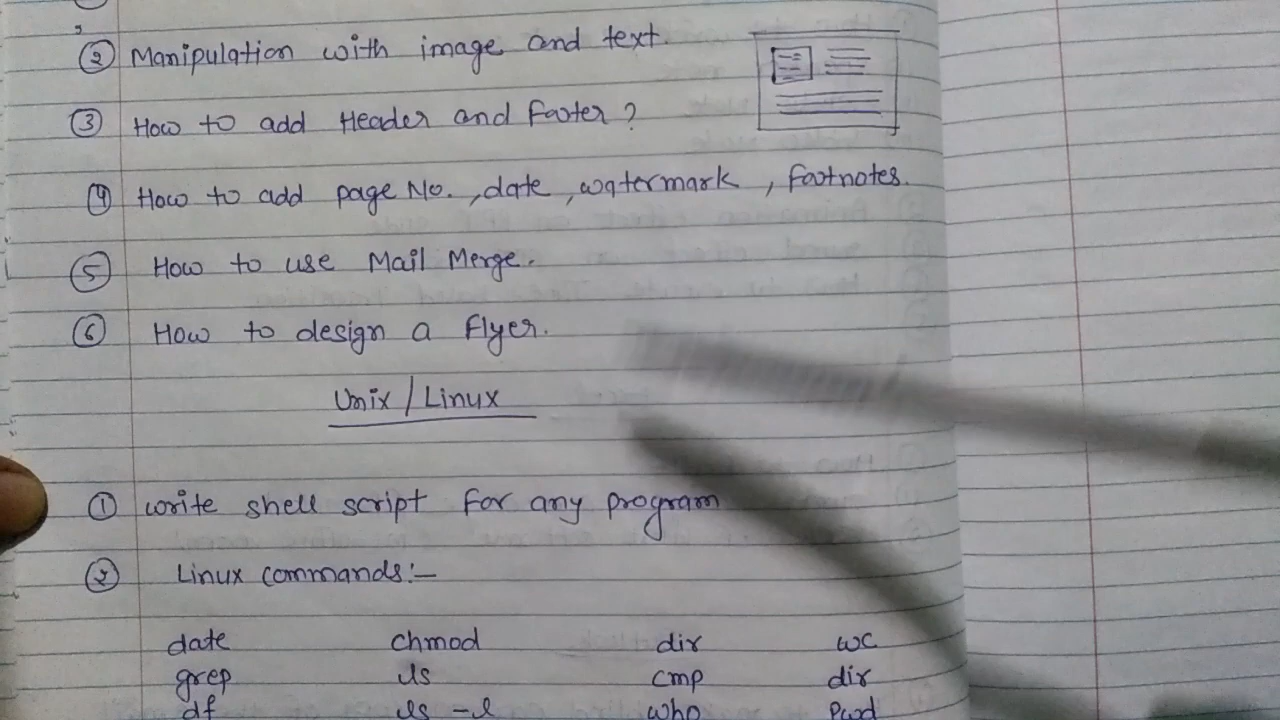 ② Manipulation with image and text.
③ How to add Header and Footer?
④ How to add page No., date, watermark, footnotes.
⑤ How to use Mail Merge.
⑥ How to design a Flyer.
Unix / Linux
① write shell script for any program
② Linux commands:-
date chmod dir wc
grep ls cmp dir
df ls -l who pwd